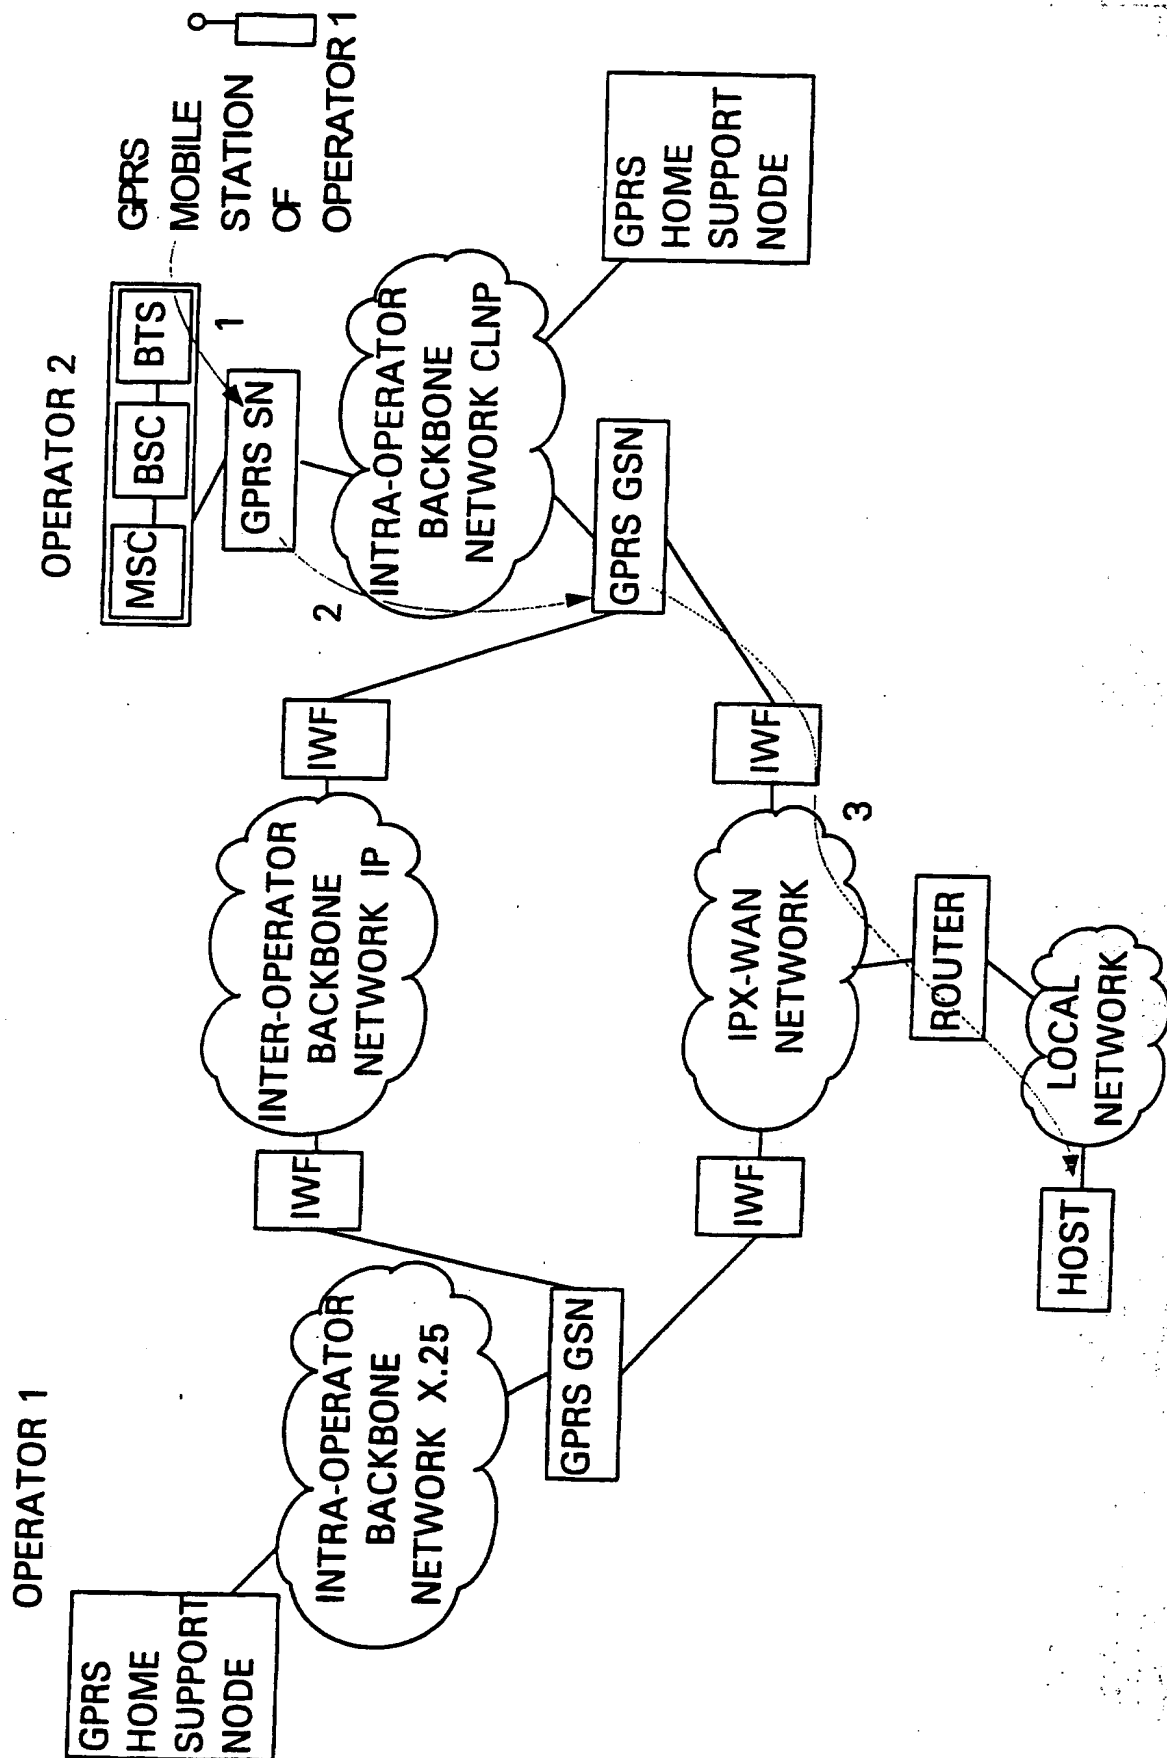 OPERATOR 1
OPERATOR 2
GPRS
HOME
SUPPORT
NODE
INTRA-OPERATOR
BACKBONE
NETWORK X.25
GPRS GSN
IWF
INTER-OPERATOR
BACKBONE
NETWORK IP
IWF
MSC
BSC
BTS
GPRS SN
1
2
GPRS
MOBILE
STATION
OF
OPERATOR 1
INTRA-OPERATOR
BACKBONE
NETWORK CLNP
GPRS GSN
GPRS
HOME
SUPPORT
NODE
IWF
IPX-WAN
NETWORK
IWF
3
ROUTER
LOCAL
NETWORK
HOST